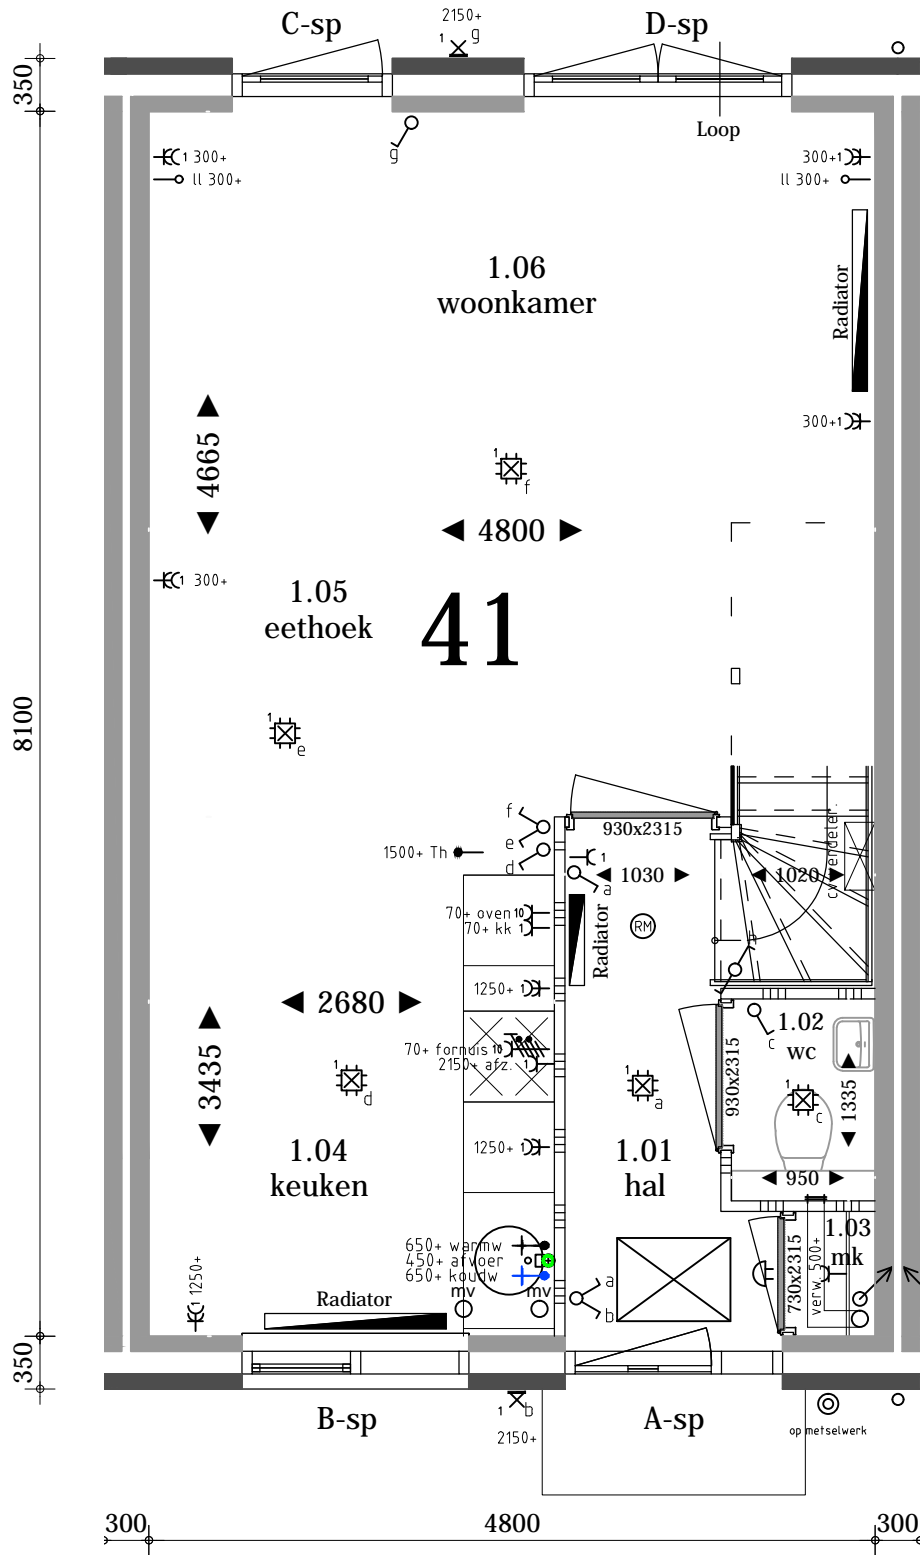 C-sp
2150+
1
g
D-sp
350
Loop
g
1 300+
ll 300+
300+1
ll 300+
1.06
woonkamer
Radiator
300+1
4665
1
f
4800
1 300+
1.05
eethoek
41
8100
1
e
f
e
d
1500+ Th
930x2315
1
a
1030
1020
cv verdeler.
70+ oven 10
70+ kk 1
Radiator
RM
a
1250+ 1
2680
3435
70+ fornuis 10
2150+ afz. 1
1
d
1
a
930x2315
1.02
wc
c
1
c
1335
1250+ 1
1.04
keuken
1.01
hal
950
1.03
mk
650+ warmw
450+ afvoer
650+ koudw
mv
mv
730x2315
verw. 500+
1 1250+
Radiator
a
b
350
B-sp
1
b
2150+
A-sp
op metselwerk
300
4800
300